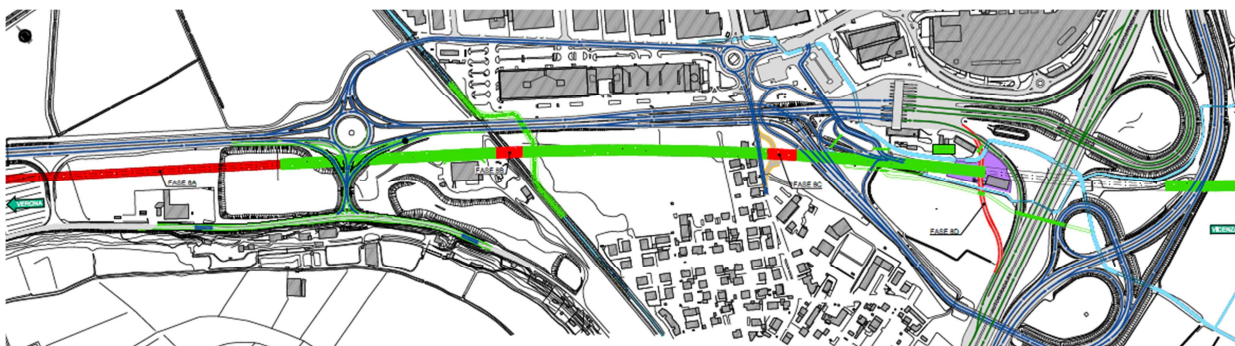 FASE 8A
VERONA
FASE 8B
FASE 8C
FASE 8D
VICENZA